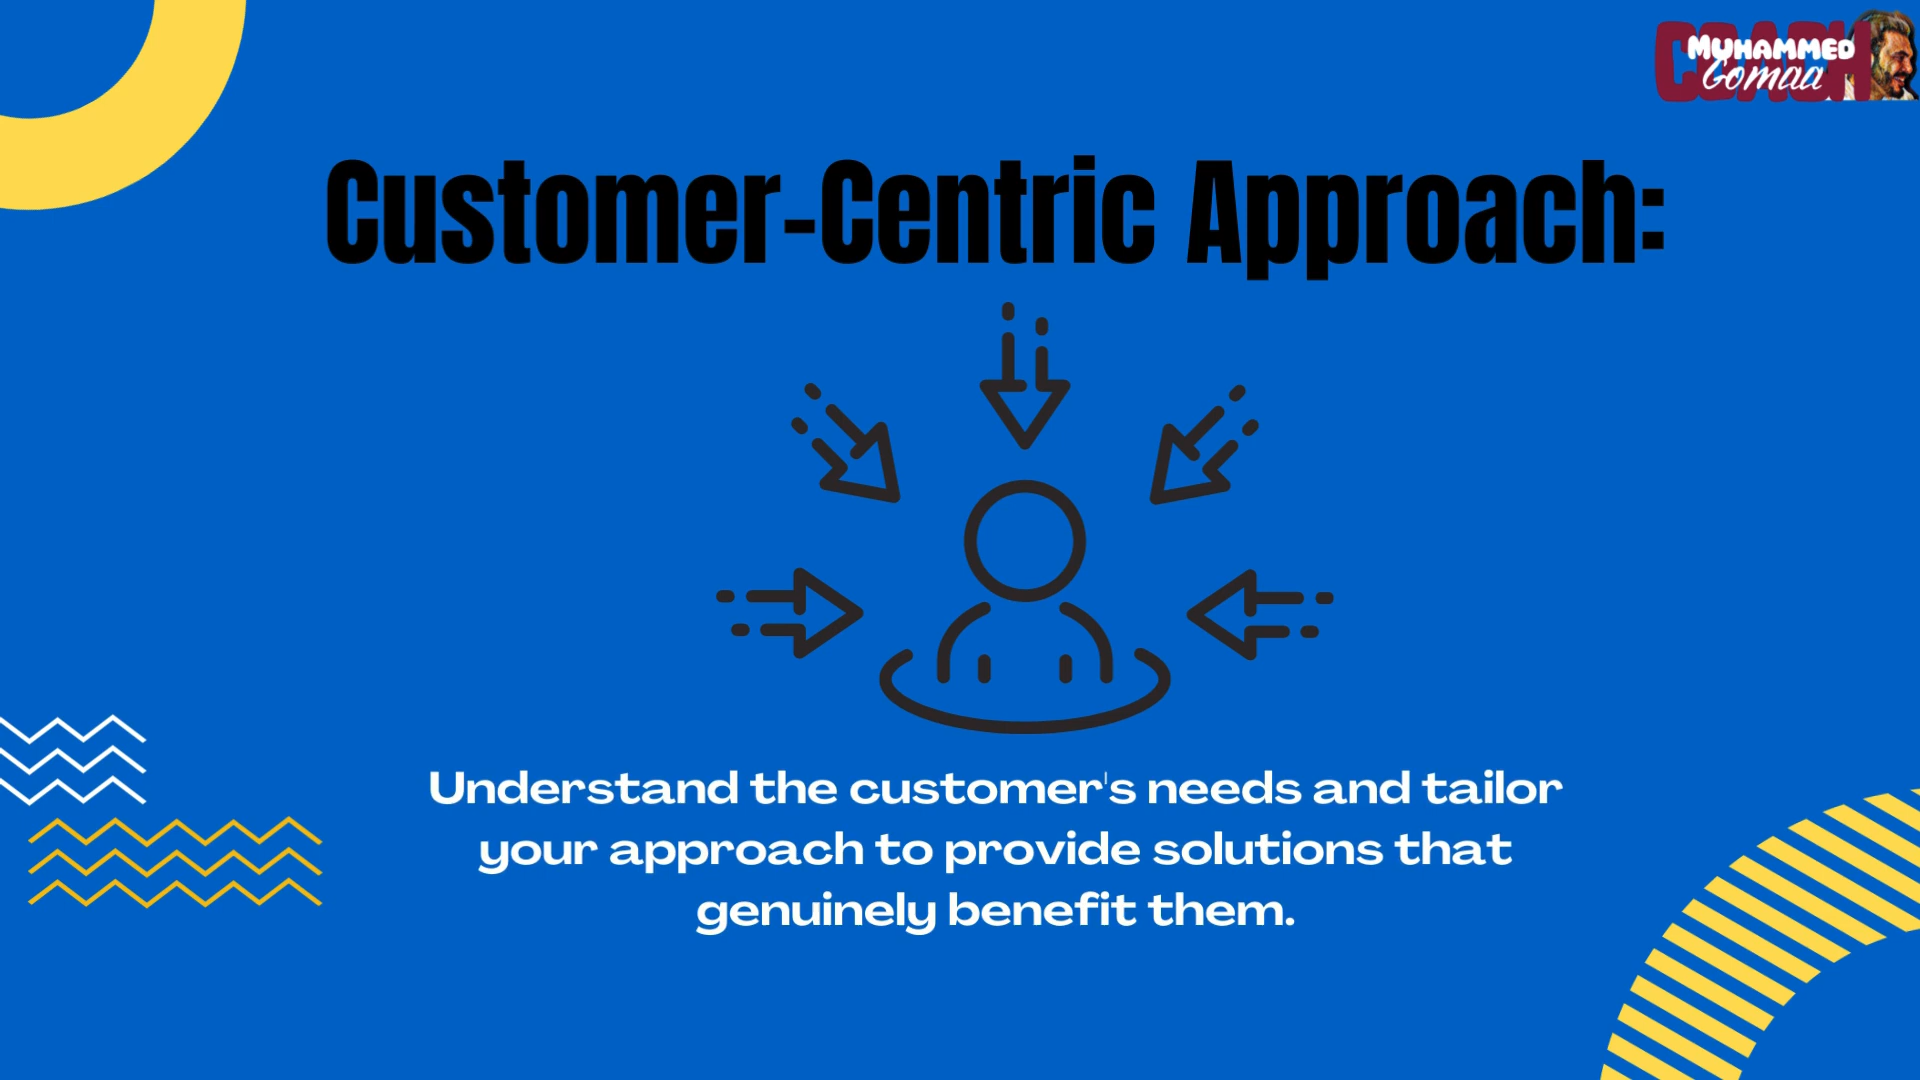 COACH
MUHAMMED
Gomaa
Customer-Centric Approach:
Understand the customer's needs and tailor
your approach to provide solutions that
genuinely benefit them.